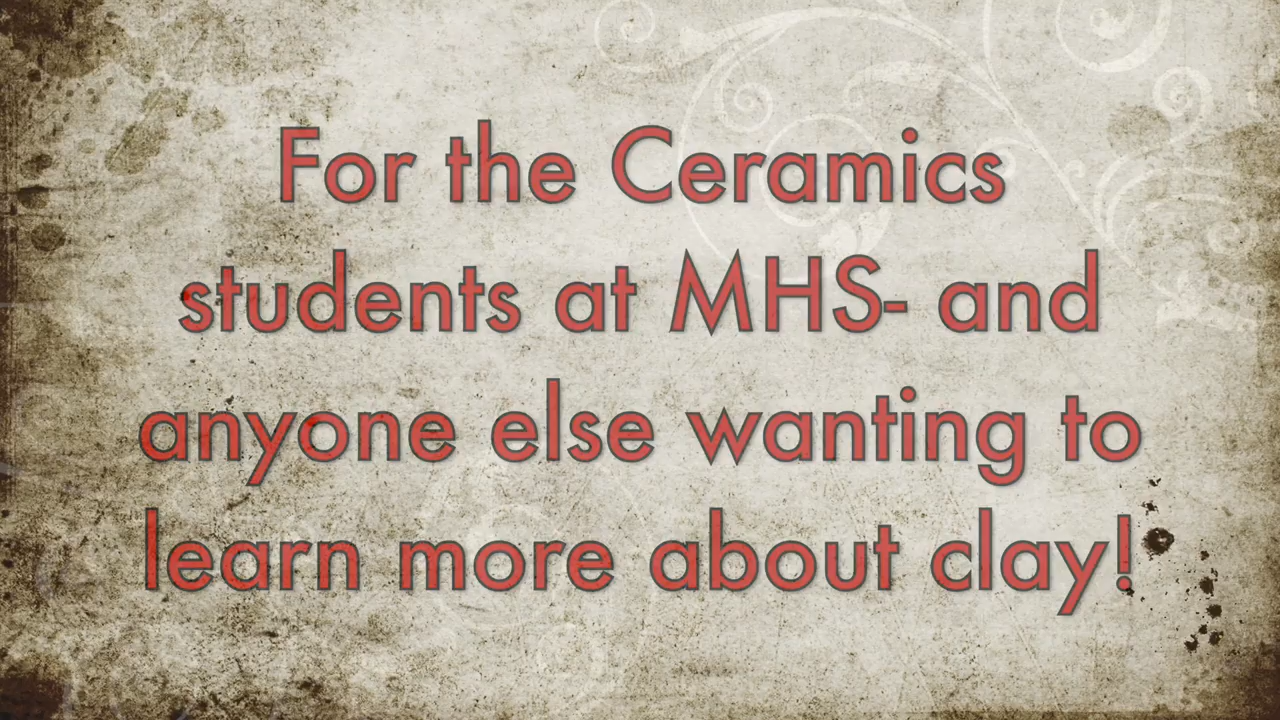 For the Ceramics
students at MHS- and
anyone else wanting to
learn more about clay!